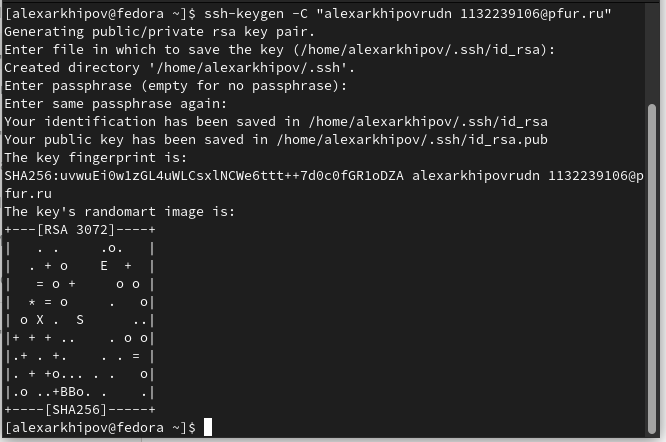 [alexarkhipov@fedora ~]$ ssh-keygen -C "alexarkhipovrudn 1132239106@pfur.ru"
Generating public/private rsa key pair.
Enter file in which to save the key (/home/alexarkhipov/.ssh/id_rsa):
Created directory '/home/alexarkhipov/.ssh'.
Enter passphrase (empty for no passphrase):
Enter same passphrase again:
Your identification has been saved in /home/alexarkhipov/.ssh/id_rsa
Your public key has been saved in /home/alexarkhipov/.ssh/id_rsa.pub
The key fingerprint is:
SHA256:uvwuEi0w1zGL4uWLCsxlNCWe6ttt++7d0c0fGR1oDZA alexarkhipovrudn 1132239106@p
fur.ru
The key's randomart image is:
+---[RSA 3072]----+
|   . .     .o.   |
|  . + o    E  +  |
|   = o +     o o |
|  * = o     .   o|
| o X .  S      ..|
|+ + + ..    . o o|
|.+ . +.    . . = |
|. + +o... . .   o|
|.o ..+BBo. .    .|
+----[SHA256]-----+
[alexarkhipov@fedora ~]$